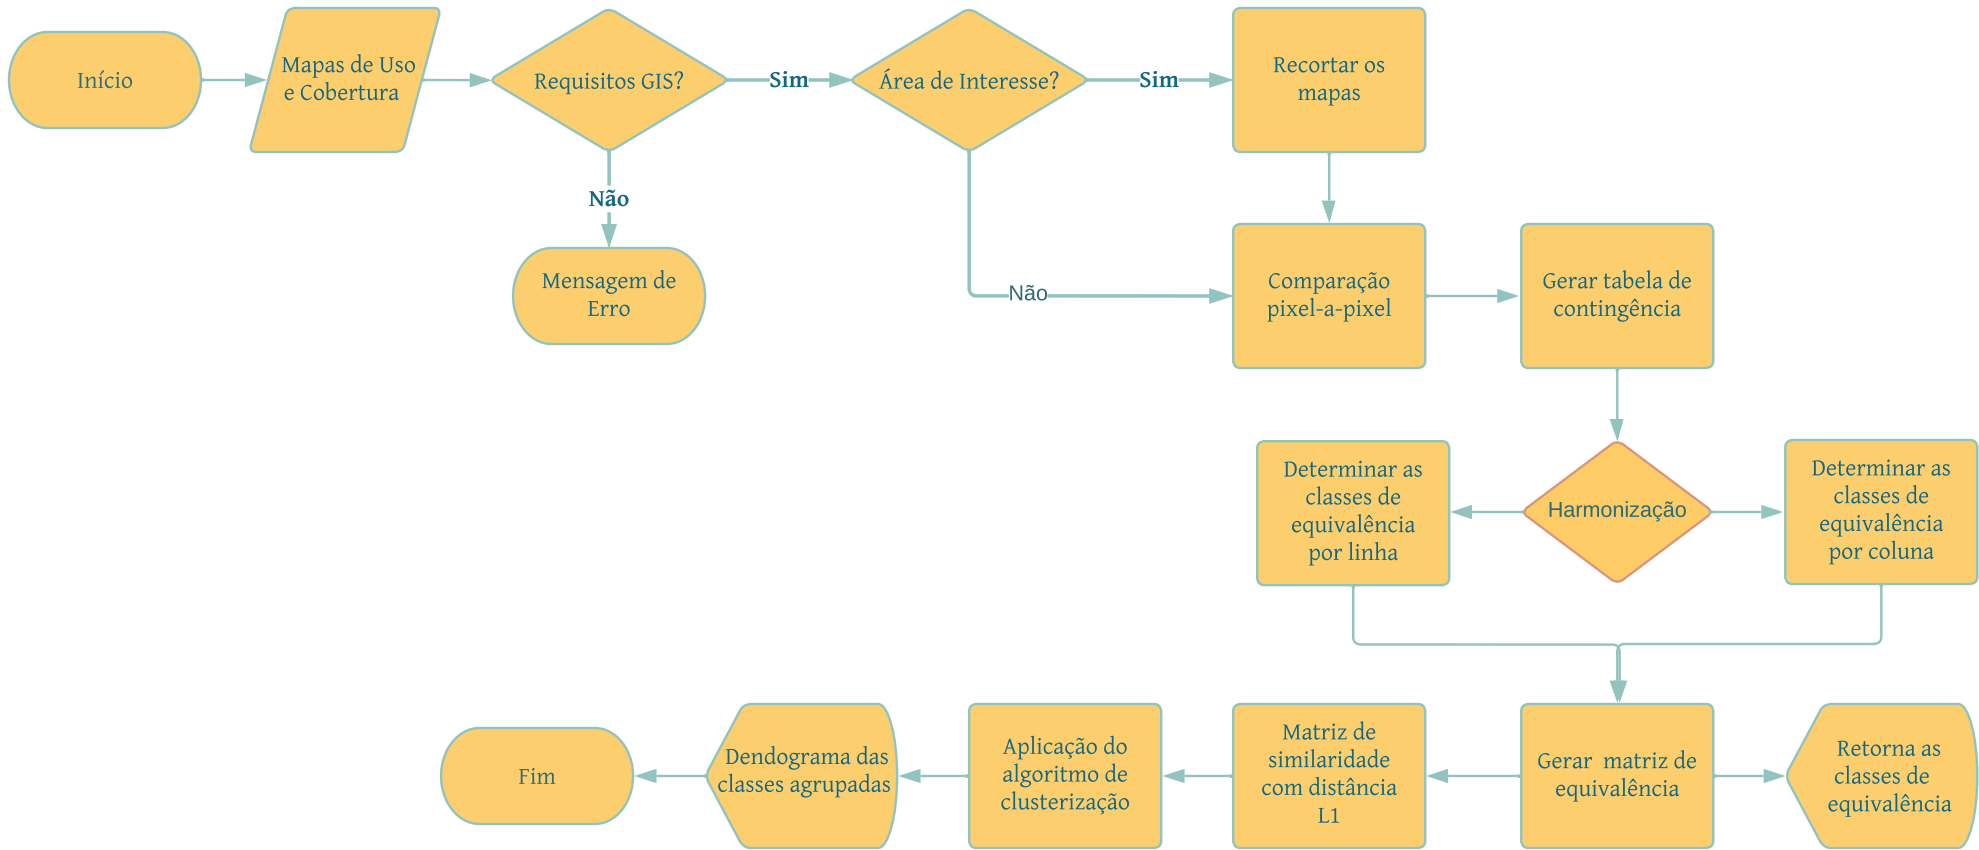 Início
Mapas de Uso
e Cobertura
Requisitos GIS?
Sim
Área de Interesse?
Sim
Recortar os
mapas
Não
Mensagem de
Erro
Não
Comparação
pixel-a-pixel
Gerar tabela de
contingência
Determinar as
classes de
equivalência
por linha
Harmonização
Determinar as
classes de
equivalência
por coluna
Fim
Dendograma das
classes agrupadas
Aplicação do
algoritmo de
clusterização
Matriz de
similaridade
com distância
L1
Gerar matriz de
equivalência
Retorna as
classes de
equivalência